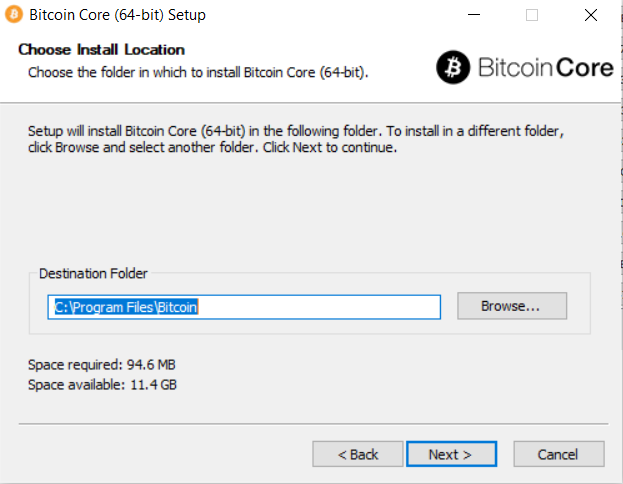 Bitcoin Core (64-bit) Setup
Choose Install Location
Choose the folder in which to install Bitcoin Core (64-bit).
BitcoinCore
Setup will install Bitcoin Core (64-bit) in the following folder. To install in a different folder,
click Browse and select another folder. Click Next to continue.
Destination Folder
C:\Program Files\Bitcoin
Browse...
Space required: 94.6 MB
Space available: 11.4 GB
< Back
Next >
Cancel